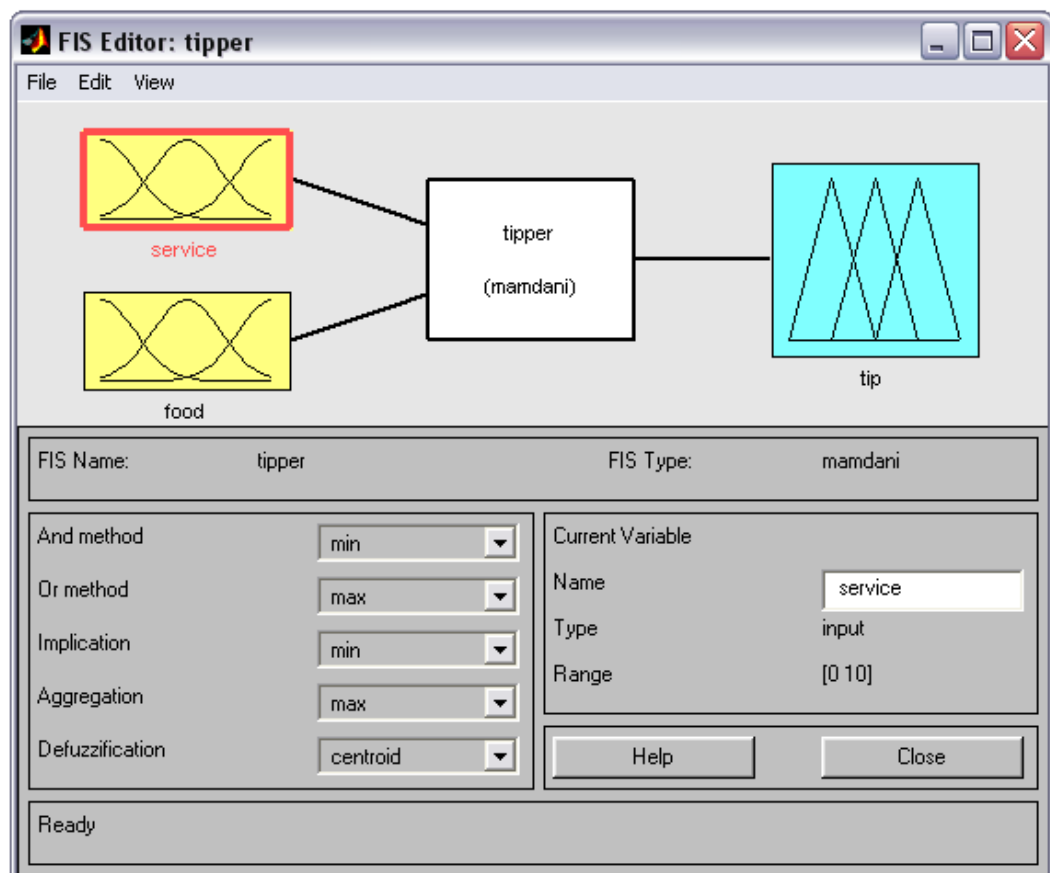 FIS Editor: tipper
File Edit View
service
food
tipper
(mamdani)
tip
FIS Name: tipper FIS Type: mamdani
And method min
Or method max
Implication min
Aggregation max
Defuzzification centroid
Current Variable
Name service
Type input
Range [0 10]
Help Close
Ready